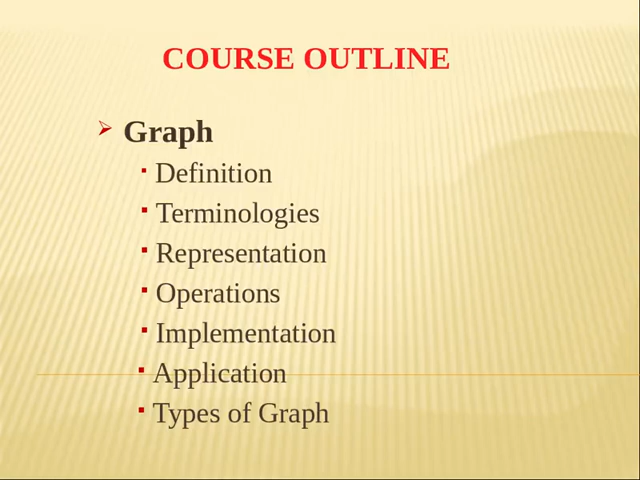 COURSE OUTLINE
Graph
Definition
Terminologies
Representation
Operations
Implementation
Application
Types of Graph